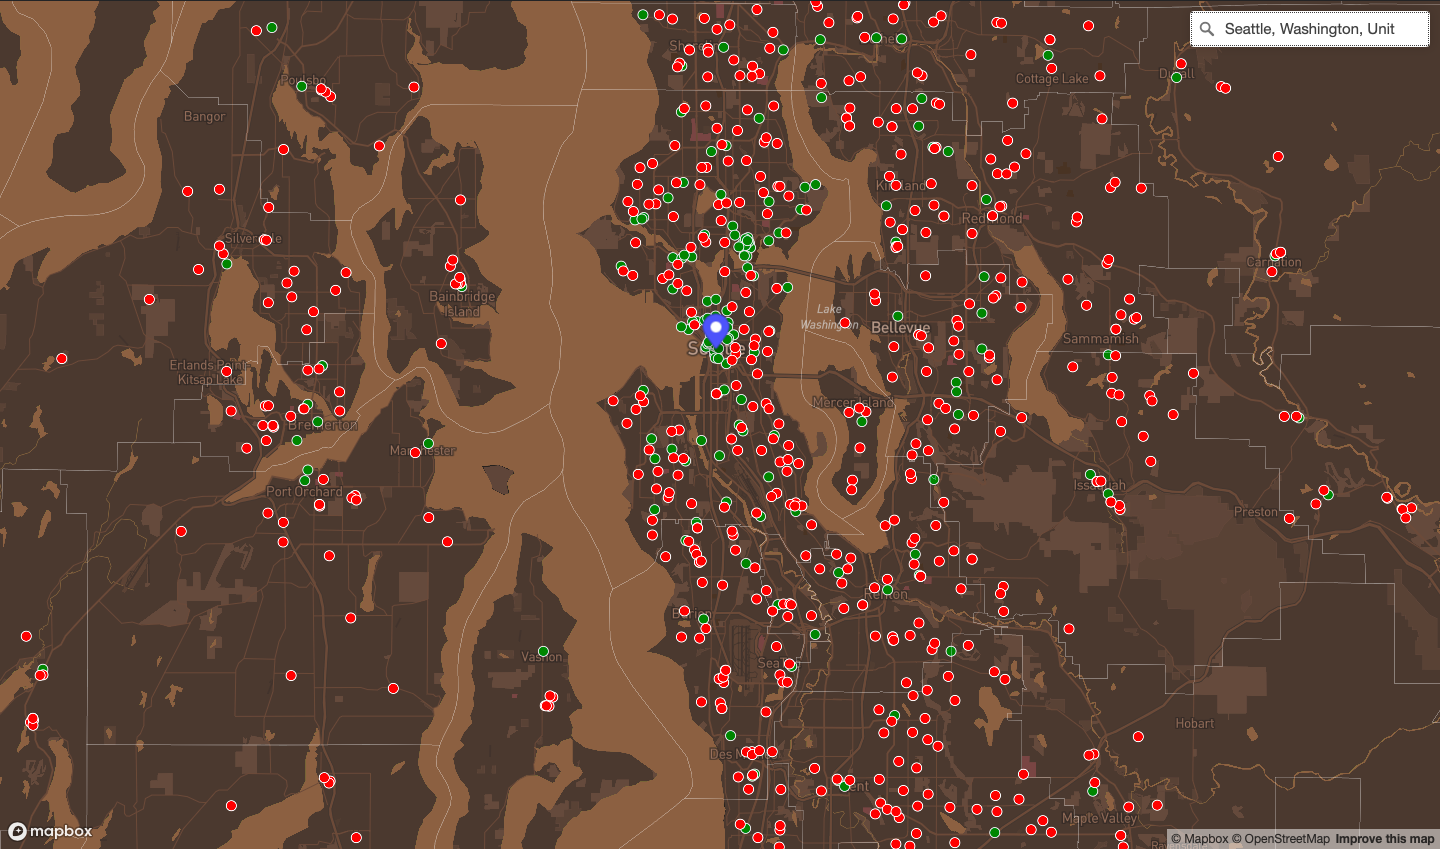 Seattle, Washington, Unit
Poulsbo
Cottage Lake
Bangor
Kirkland
Redmond
Silverdale
Carnation
Bainbridge
Island
Lake
Washington
Bellevue
Sammamish
Erlands Point-
Kitsap Lake
Mercer Island
Bremerton
Manchester
Port Orchard
Issaquah
Preston
Renton
Burien
Vashon
Sea
Hobart
Des Moines
Kent
Maple Valley
mapbox
© Mapbox © OpenStreetMap Improve this map